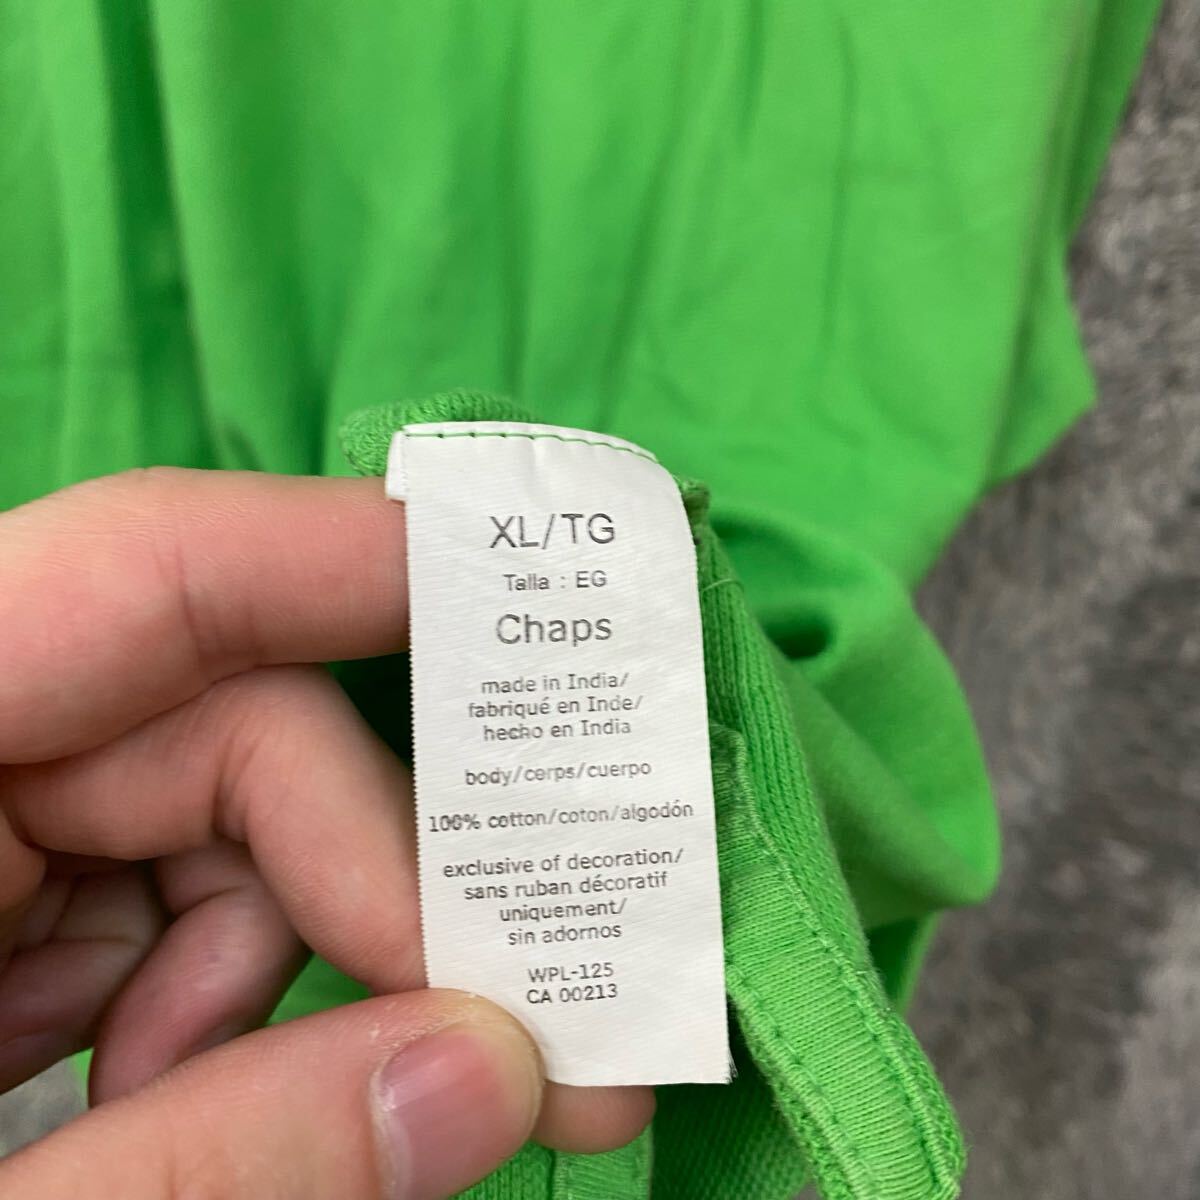 XL/TG
Talla : EG
Chaps
made in India/
fabriqué en Inde/
hecho en India
body/corps/cuerpo
100% cotton/coton/algodón
exclusive of decoration/
sans ruban décoratif
uniquement/
sin adornos
WPL-125
CA 00213